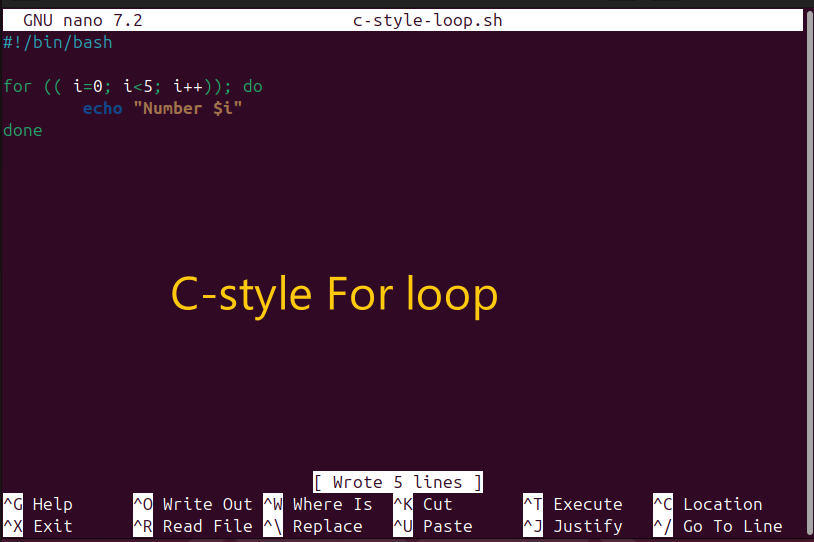 GNU nano 7.2 c-style-loop.sh
#!/bin/bash
for (( i=0; i<5; i++)); do
echo "Number $i"
done
C-style For loop
[ Wrote 5 lines ]
^G Help ^O Write Out ^W Where Is ^K Cut ^T Execute ^C Location
^X Exit ^R Read File ^\ Replace ^U Paste ^J Justify ^/ Go To Line